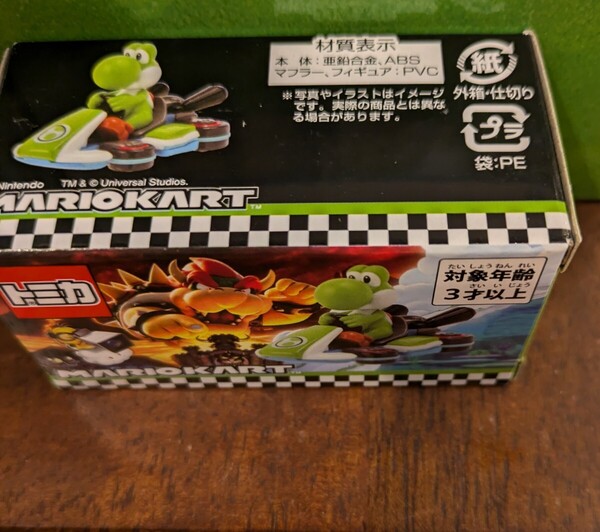 材質表示
本 体:亜鉛合金、ABS
マフラー、フィギュア:PVC
※写真やイラストはイメージ
です。実際の商品とは異な
る場合があります。
紙
外箱・仕切り
プラ
袋:PE
Nintendo TM & © Universal Studios.
MARIOKART™
トミカ
たい しょう ねん れい
対象年齢
さい い じょう
3才以上
MARIOKART